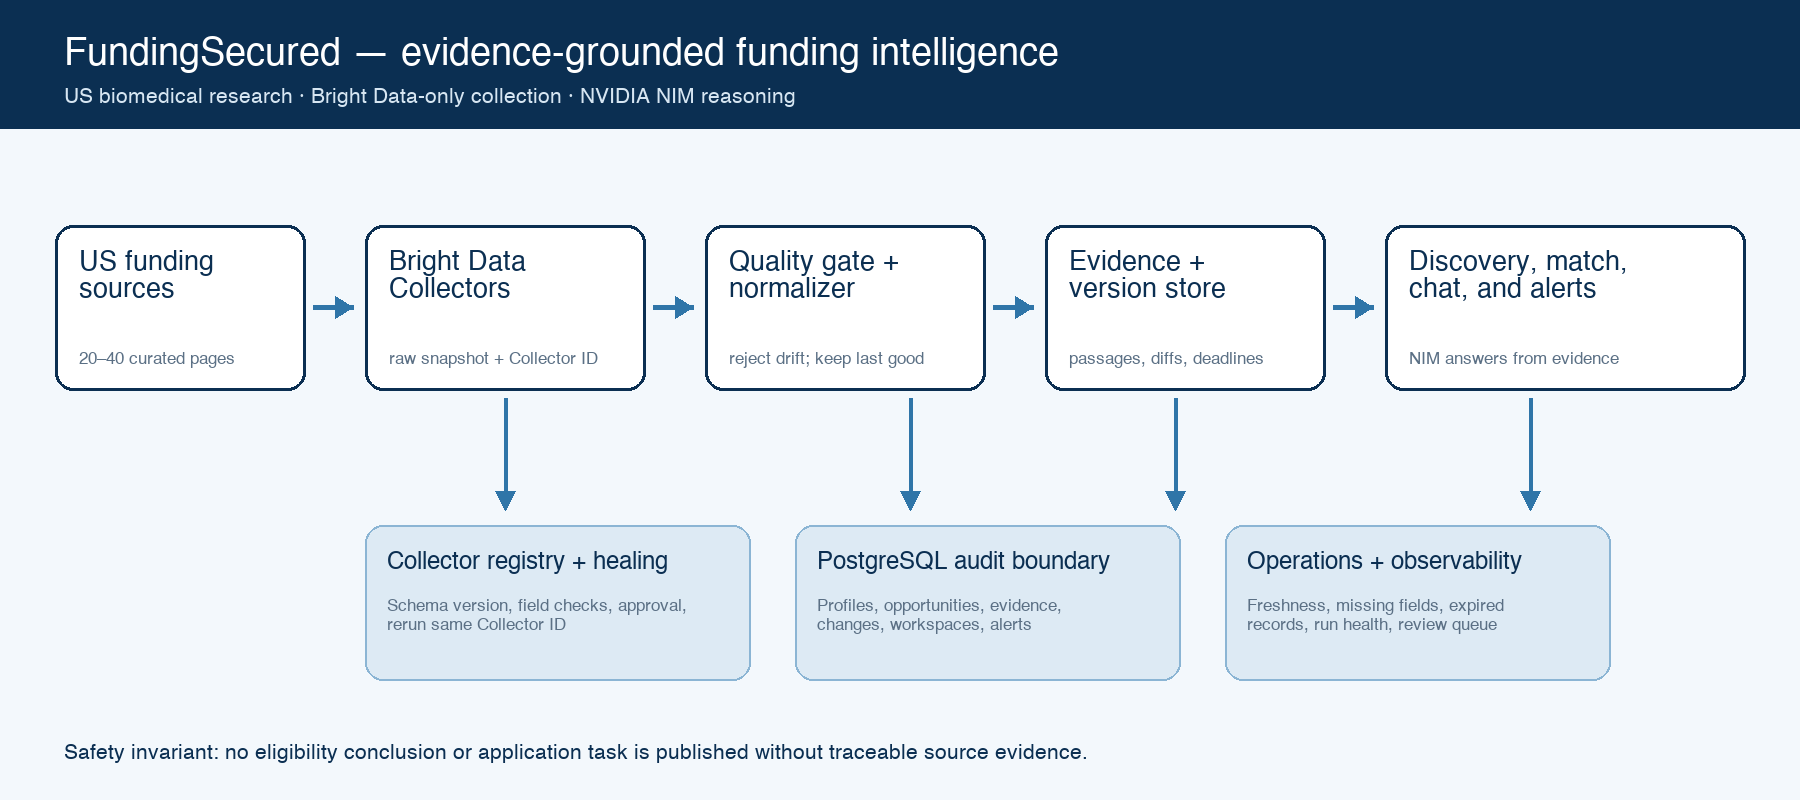 FundingSecured — evidence-grounded funding intelligence
US biomedical research · Bright Data-only collection · NVIDIA NIM reasoning
US funding
sources
20–40 curated pages
Bright Data
Collectors
raw snapshot + Collector ID
Quality gate +
normalizer
reject drift; keep last good
Evidence +
version store
passages, diffs, deadlines
Discovery, match,
chat, and alerts
NIM answers from evidence
Collector registry + healing
Schema version, field checks, approval,
rerun same Collector ID
PostgreSQL audit boundary
Profiles, opportunities, evidence,
changes, workspaces, alerts
Operations + observability
Freshness, missing fields, expired
records, run health, review queue
Safety invariant: no eligibility conclusion or application task is published without traceable source evidence.